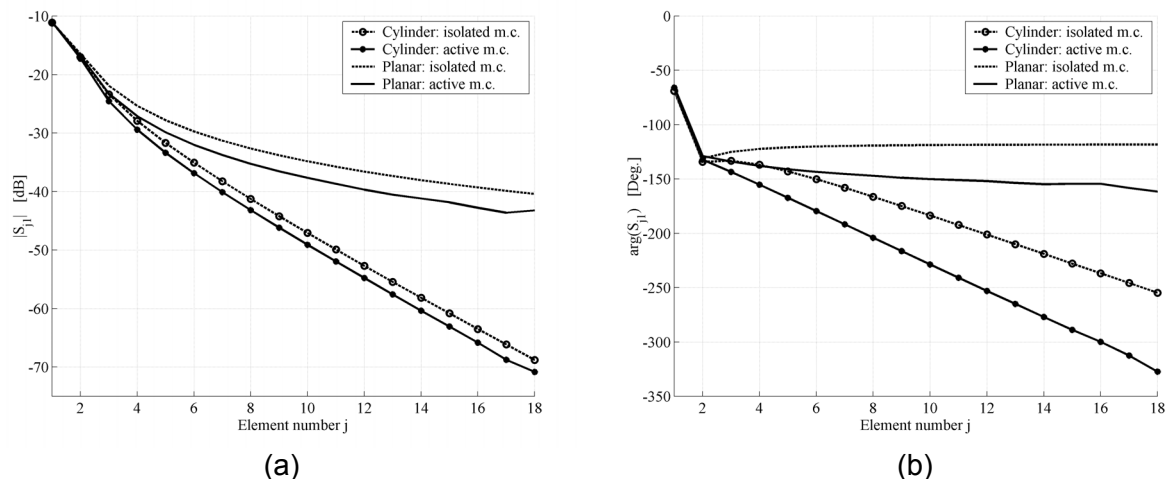 -10
-20
-30
-40
-50
-60
-70
|Sj1| [dB]
2 4 6 8 10 12 14 16 18
Element number j
Cylinder: isolated m.c.
Cylinder: active m.c.
Planar: isolated m.c.
Planar: active m.c.
(a)
0
-50
-100
-150
-200
-250
-300
-350
arg(Sj1) [Deg.]
2 4 6 8 10 12 14 16 18
Element number j
Cylinder: isolated m.c.
Cylinder: active m.c.
Planar: isolated m.c.
Planar: active m.c.
(b)